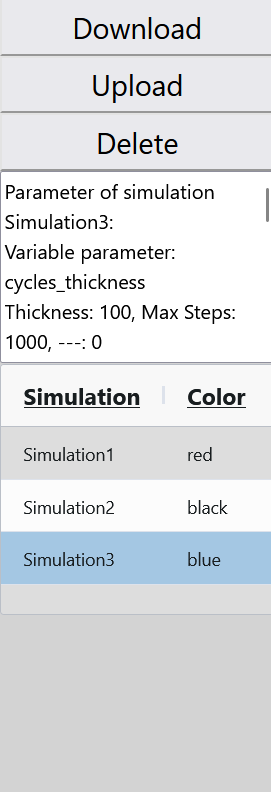 Download
Upload
Delete
Parameter of simulation
Simulation3:
Variable parameter:
cycles_thickness
Thickness: 100, Max Steps:
1000, ---: 0
Simulation Color
Simulation1 red
Simulation2 black
Simulation3 blue